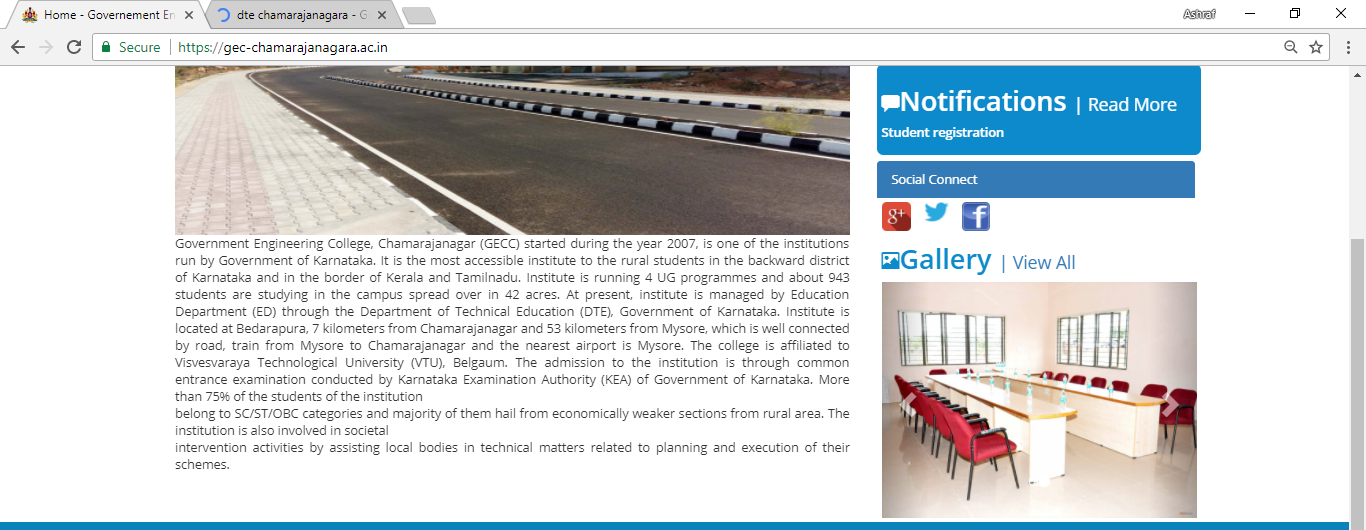 Home - Governement En
dte chamarajanagara - G
Ashraf
Secure
https://gec-chamarajanagara.ac.in
Notifications | Read More
Student registration
Social Connect
g+
f
Gallery | View All
Government Engineering College, Chamarajanagar (GECC) started during the year 2007, is one of the institutions
run by Government of Karnataka. It is the most accessible institute to the rural students in the backward district
of Karnataka and in the border of Kerala and Tamilnadu. Institute is running 4 UG programmes and about 943
students are studying in the campus spread over in 42 acres. At present, institute is managed by Education
Department (ED) through the Department of Technical Education (DTE), Government of Karnataka. Institute is
located at Bedarapura, 7 kilometers from Chamarajanagar and 53 kilometers from Mysore, which is well connected
by road, train from Mysore to Chamarajanagar and the nearest airport is Mysore. The college is affiliated to
Visvesvaraya Technological University (VTU), Belgaum. The admission to the institution is through common
entrance examination conducted by Karnataka Examination Authority (KEA) of Government of Karnataka. More
than 75% of the students of the institution
belong to SC/ST/OBC categories and majority of them hail from economically weaker sections from rural area. The
institution is also involved in societal
intervention activities by assisting local bodies in technical matters related to planning and execution of their
schemes.